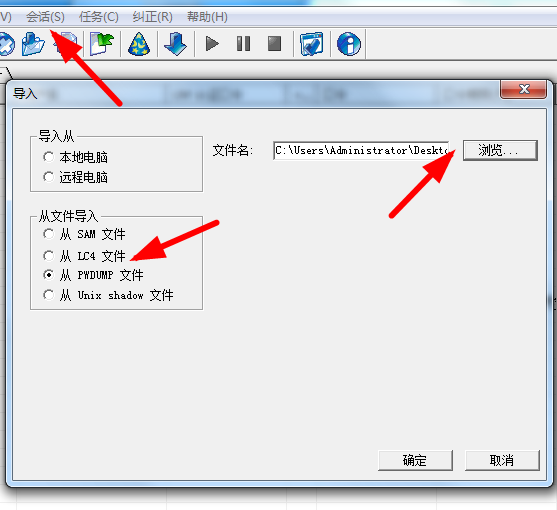 V) 会话(S) 任务(C) 纠正(R) 帮助(H)
导入
导入从
本地电脑
远程电脑
文件名:
C:\Users\Administrator\Deskto
浏览...
从文件导入
从 SAM 文件
从 LC4 文件
从 PWDUMP 文件
从 Unix shadow 文件
确定
取消